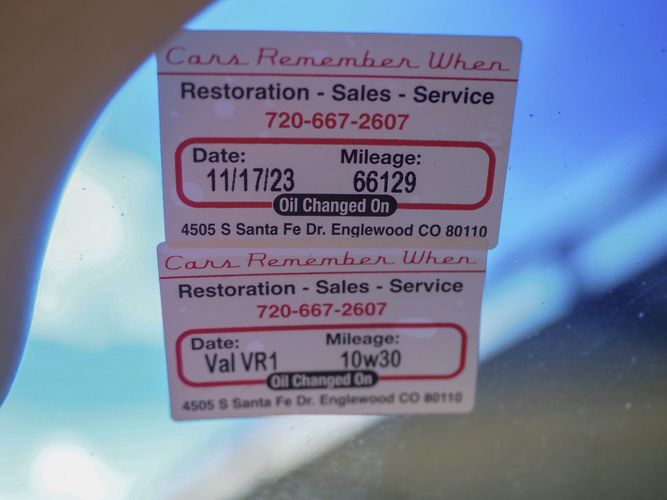 Cars Remember When
Restoration - Sales - Service
720-667-2607
Date: Mileage:
11/17/23 66129
Oil Changed On
4505 S Santa Fe Dr. Englewood CO 80110
Cars Remember When
Restoration - Sales - Service
720-667-2607
Date: Mileage:
Val VR1 10w30
Oil Changed On
4505 S Santa Fe Dr. Englewood CO 80110